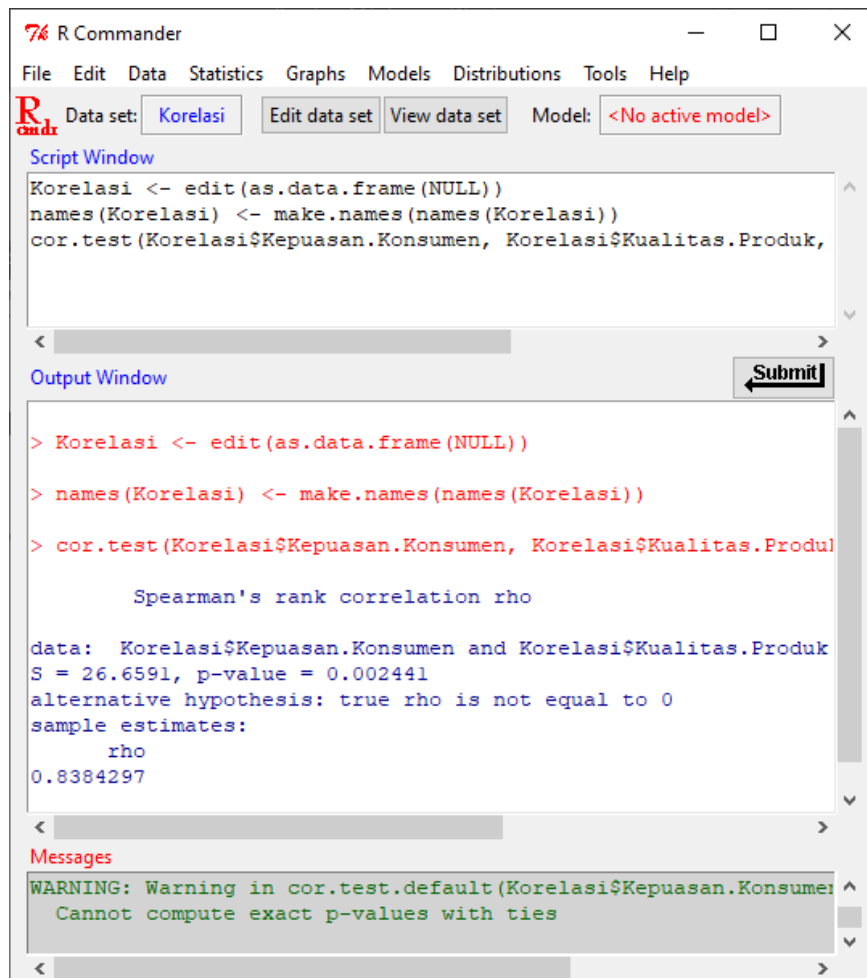 R Commander
File Edit Data Statistics Graphs Models Distributions Tools Help
R cmdr Data set: Korelasi Edit data set View data set Model: <No active model>
Script Window
Korelasi <- edit(as.data.frame(NULL))
names(Korelasi) <- make.names(names(Korelasi))
cor.test(Korelasi$Kepuasan.Konsumen, Korelasi$Kualitas.Produk,
Output Window
Submit
> Korelasi <- edit(as.data.frame(NULL))
> names(Korelasi) <- make.names(names(Korelasi))
> cor.test(Korelasi$Kepuasan.Konsumen, Korelasi$Kualitas.Produ
Spearman's rank correlation rho
data: Korelasi$Kepuasan.Konsumen and Korelasi$Kualitas.Produk
S = 26.6591, p-value = 0.002441
alternative hypothesis: true rho is not equal to 0
sample estimates:
rho
0.8384297
Messages
WARNING: Warning in cor.test.default(Korelasi$Kepuasan.Konsumen
Cannot compute exact p-values with ties